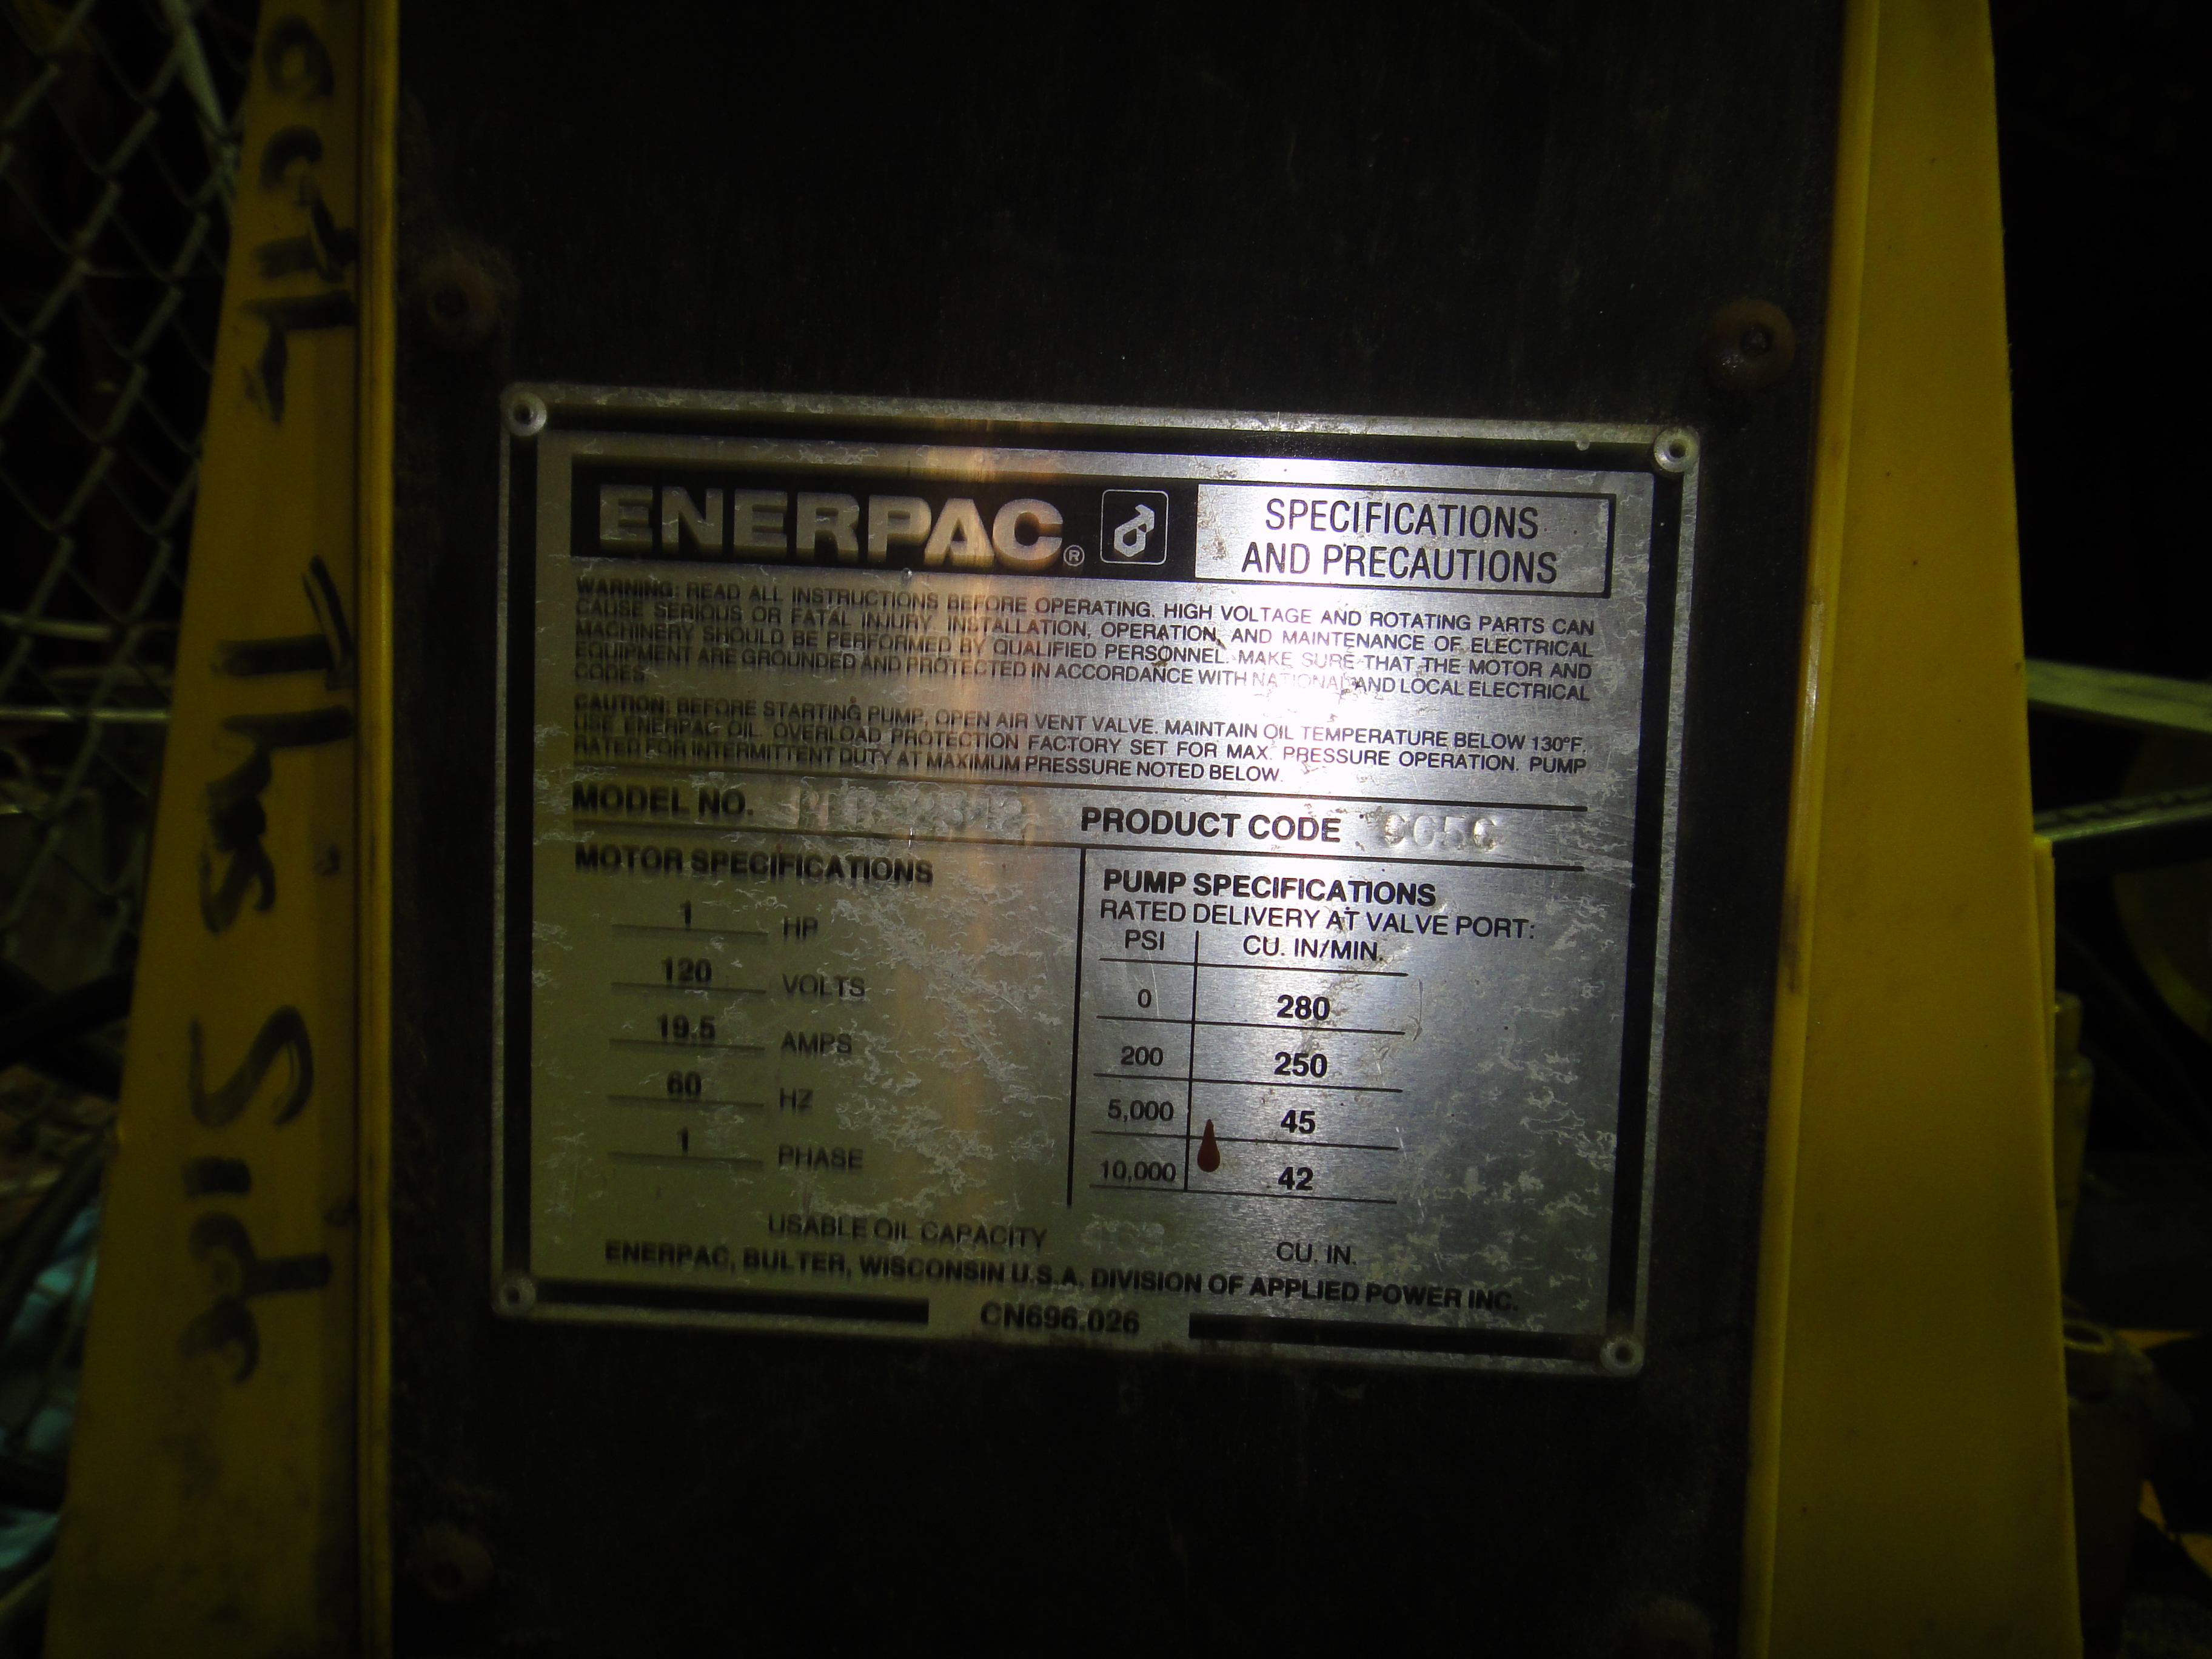 ENERPAC®
SPECIFICATIONS
AND PRECAUTIONS
WARNING: READ ALL INSTRUCTIONS BEFORE OPERATING. HIGH VOLTAGE AND ROTATING PARTS CAN
CAUSE SERIOUS OR FATAL INJURY. INSTALLATION, OPERATION, AND MAINTENANCE OF ELECTRICAL
MACHINERY SHOULD BE PERFORMED BY QUALIFIED PERSONNEL. MAKE SURE THAT THE MOTOR AND
EQUIPMENT ARE GROUNDED AND PROTECTED IN ACCORDANCE WITH NATIONAL AND LOCAL ELECTRICAL
CODES.
CAUTION: BEFORE STARTING PUMP, OPEN AIR VENT VALVE. MAINTAIN OIL TEMPERATURE BELOW 130°F.
USE ENERPAC OIL. OVERLOAD PROTECTION FACTORY SET FOR MAX. PRESSURE OPERATION. PUMP
RATED FOR INTERMITTENT DUTY AT MAXIMUM PRESSURE NOTED BELOW.
MODEL NO.
PRODUCT CODE
MOTOR SPECIFICATIONS
1 HP
120 VOLTS
19.5 AMPS
60 HZ
1 PHASE
PUMP SPECIFICATIONS
RATED DELIVERY AT VALVE PORT:
PSI CU. IN/MIN.
0 280
200 250
5,000 45
10,000 42
USABLE OIL CAPACITY CU. IN.
ENERPAC, BULTER, WISCONSIN U.S.A. DIVISION OF APPLIED POWER INC.
CN696.026